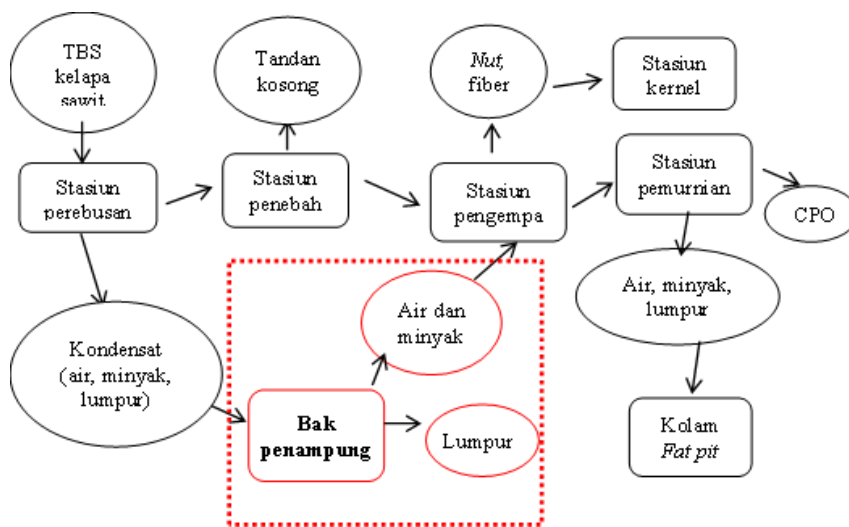 TBS
kelapa
sawit
Tandan
kosong
Nut,
fiber
Stasiun
kernel
Stasiun
perebusan
Stasiun
penebah
Stasiun
pengempa
Stasiun
pemurnian
CPO
Kondensat
(air, minyak,
lumpur)
Air dan
minyak
Air, minyak,
lumpur
Bak
penampung
Lumpur
Kolam
Fat pit